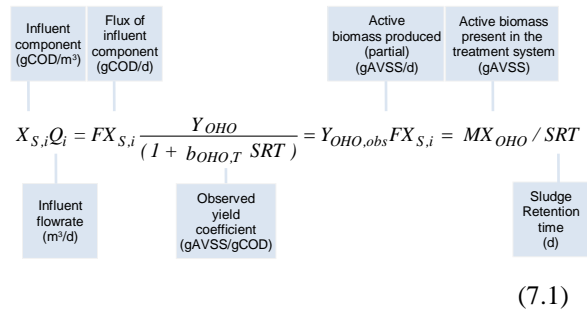 Influent
component
(gCOD/m³)
Flux of
influent
component
(gCOD/d)
Active
biomass produced
(partial)
(gAVSS/d)
Active biomass
present in the
treatment system
(gAVSS)
X_{S,i}Q_i = FX_{S,i} \frac{Y_{OHO}}{(1 + b_{OHO,T} SRT)} = Y_{OHO,obs}FX_{S,i} = MX_{OHO} / SRT
Influent
flowrate
(m³/d)
Observed
yield
coefficient
(gAVSS/gCOD)
Sludge
Retention
time
(d)
(7.1)